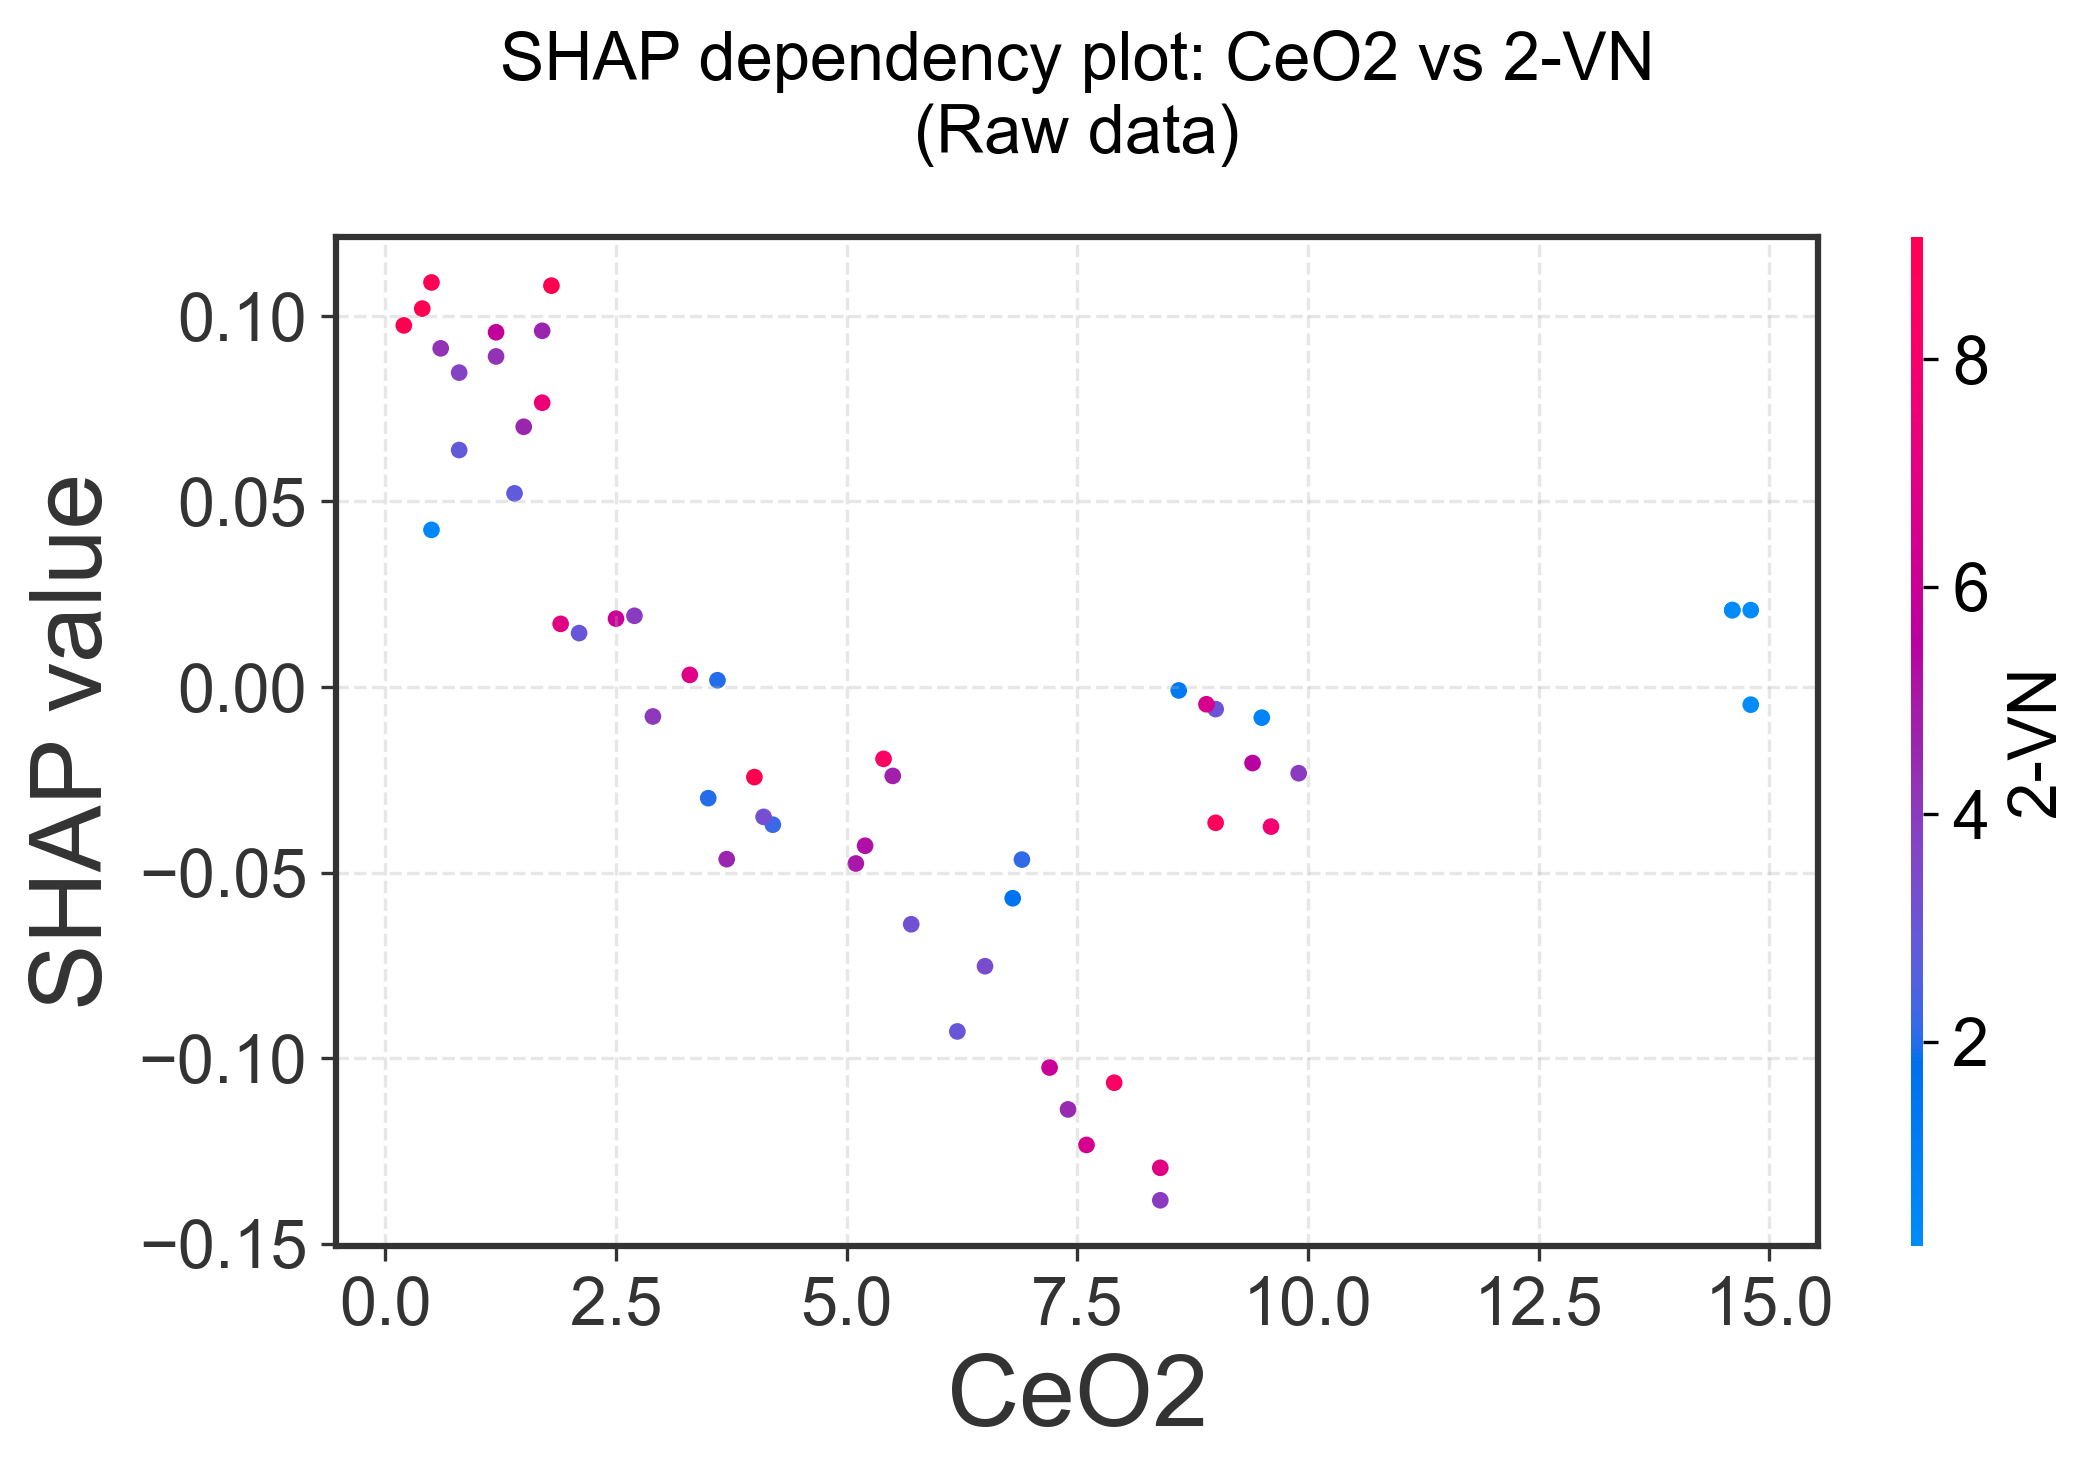 SHAP dependency plot: CeO2 vs 2-VN
(Raw data)
SHAP value
0.10
0.05
0.00
−0.05
−0.10
−0.15
0.0 2.5 5.0 7.5 10.0 12.5 15.0
CeO2
8
6
4
2
2-VN